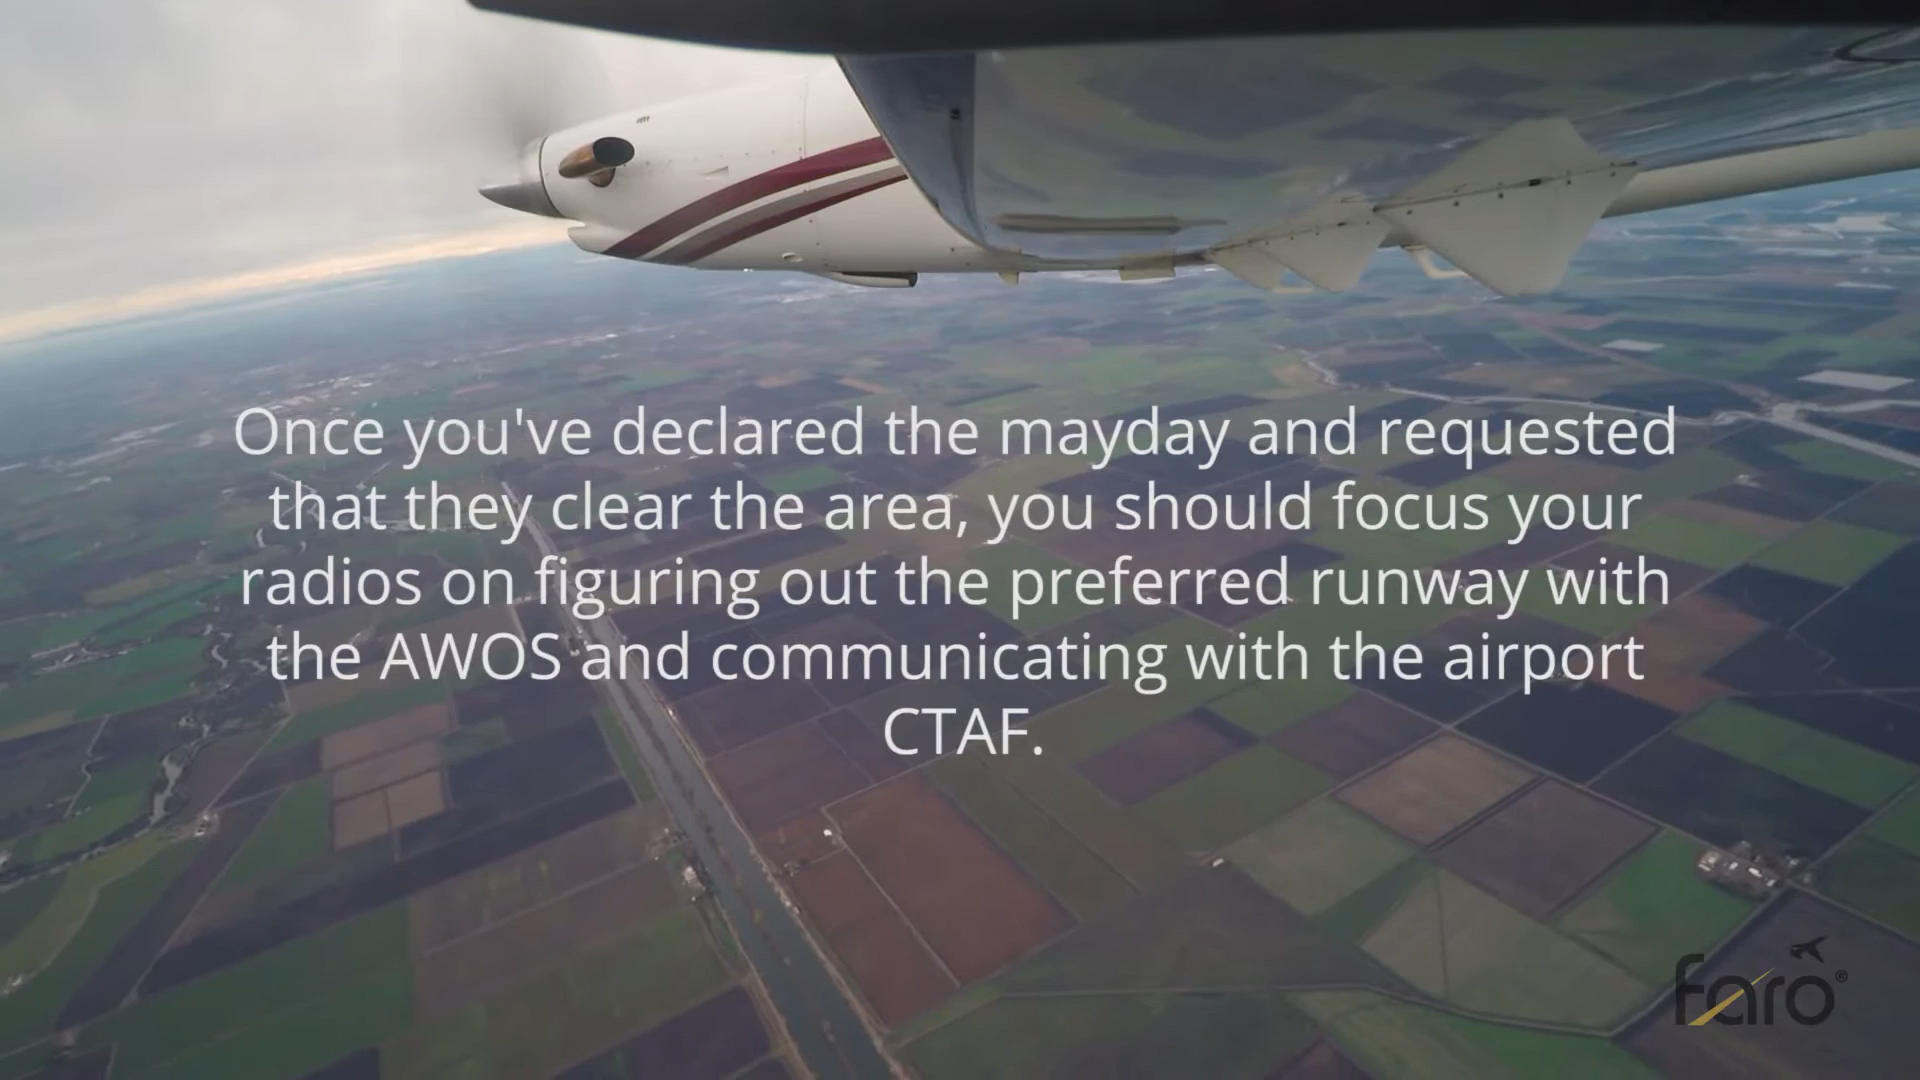 Once you've declared the mayday and requested
that they clear the area, you should focus your
radios on figuring out the preferred runway with
the AWOS and communicating with the airport
CTAF.
faro®